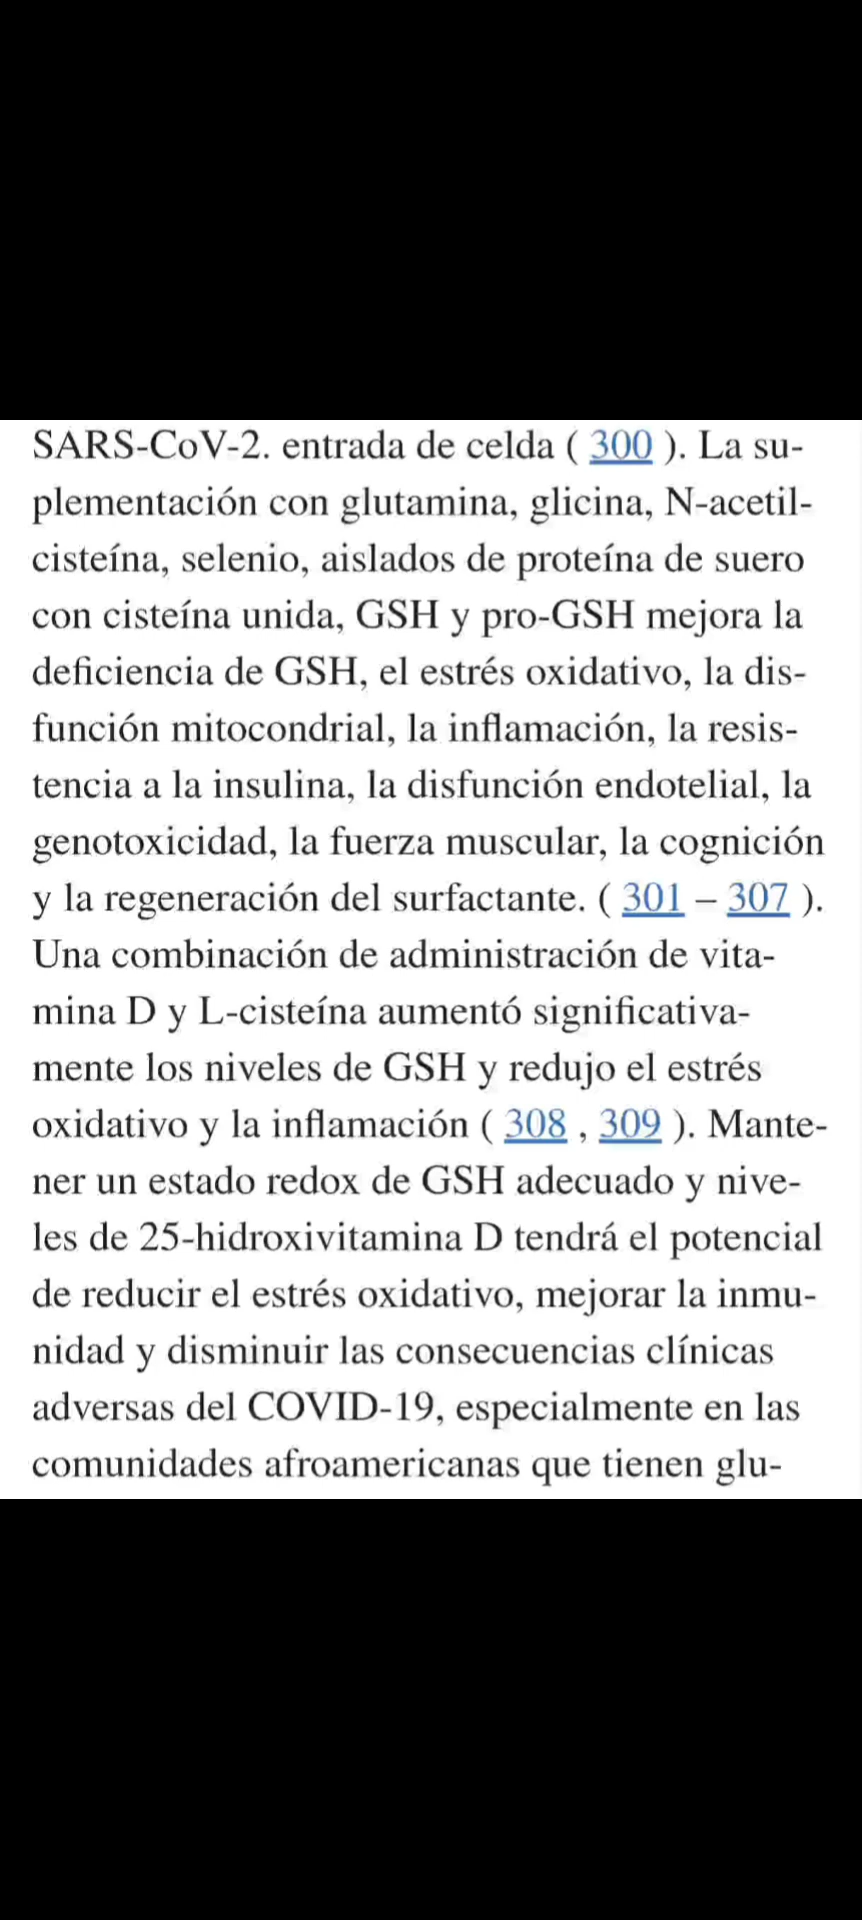 SARS-CoV-2. entrada de celda ( 300 ). La su-
plementación con glutamina, glicina, N-acetil-
cisteína, selenio, aislados de proteína de suero
con cisteína unida, GSH y pro-GSH mejora la
deficiencia de GSH, el estrés oxidativo, la dis-
función mitocondrial, la inflamación, la resis-
tencia a la insulina, la disfunción endotelial, la
genotoxicidad, la fuerza muscular, la cognición
y la regeneración del surfactante. ( 301 – 307 ).
Una combinación de administración de vita-
mina D y L-cisteína aumentó significativa-
mente los niveles de GSH y redujo el estrés
oxidativo y la inflamación ( 308 , 309 ). Mante-
ner un estado redox de GSH adecuado y nive-
les de 25-hidroxivitamina D tendrá el potencial
de reducir el estrés oxidativo, mejorar la inmu-
nidad y disminuir las consecuencias clínicas
adversas del COVID-19, especialmente en las
comunidades afroamericanas que tienen glu-